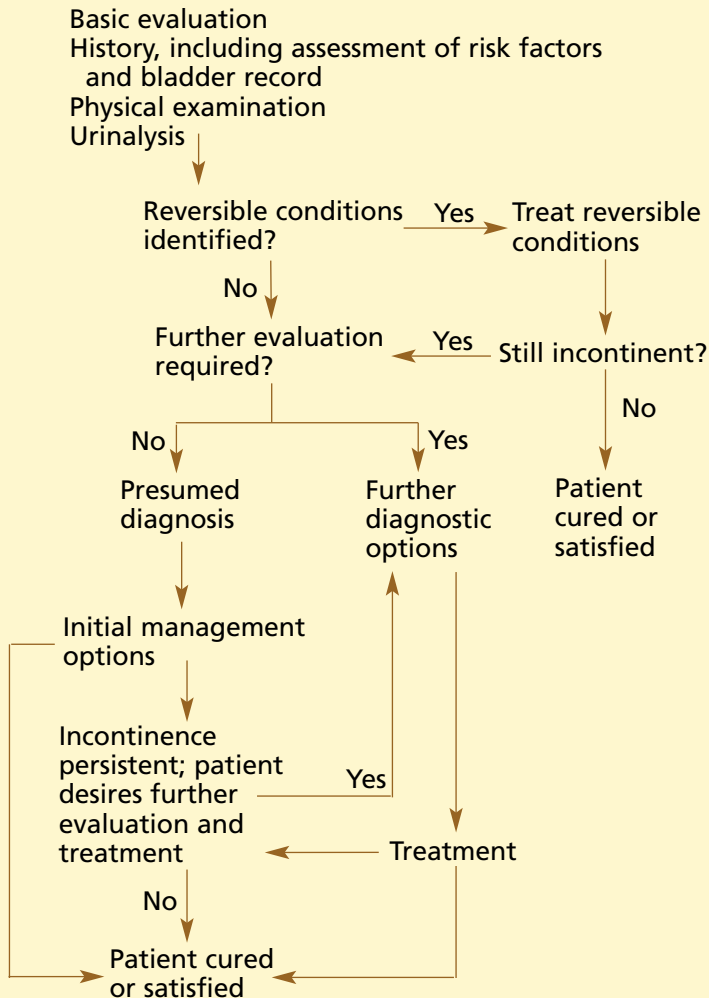 Basic evaluation
History, including assessment of risk factors
and bladder record
Physical examination
Urinalysis
Reversible conditions
identified?
Yes
Treat reversible
conditions
No
Further evaluation
required?
Yes
Still incontinent?
No
No
Yes
Presumed
diagnosis
Further
diagnostic
options
Patient
cured or
satisfied
Initial management
options
Incontinence
persistent; patient
desires further
evaluation and
treatment
Yes
Treatment
No
Patient cured
or satisfied